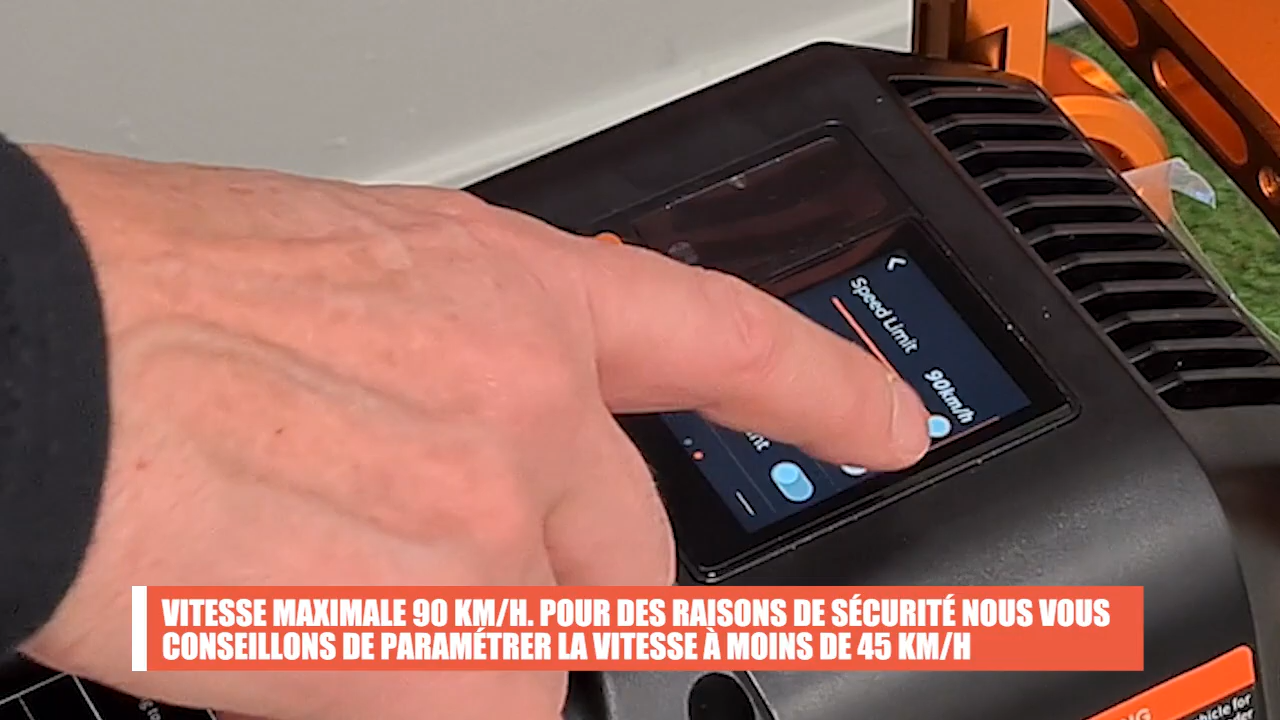 Speed Limit
90km/h
VITESSE MAXIMALE 90 KM/H. POUR DES RAISONS DE SÉCURITÉ NOUS VOUS
CONSEILLONS DE PARAMÉTRER LA VITESSE À MOINS DE 45 KM/H